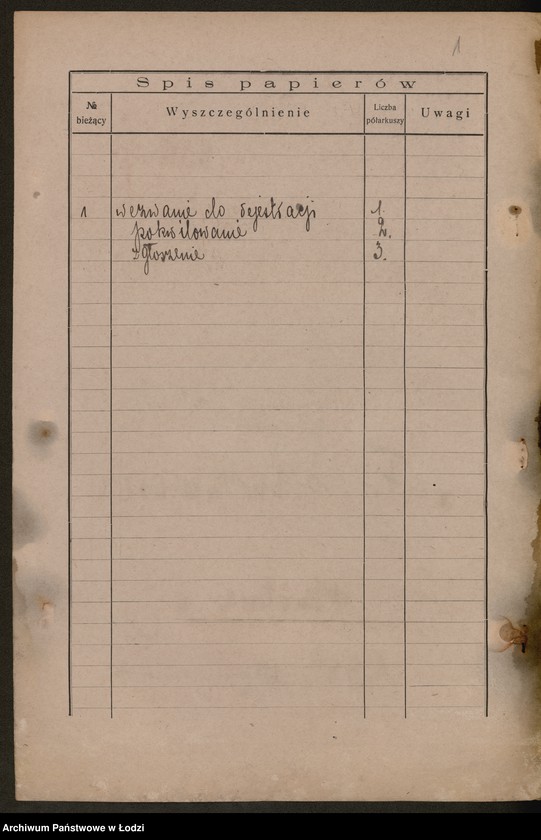 1
Spis papierów
№ bieżący
Wyszczególnienie
Liczba półarkuszy
Uwagi
1 wezwanie do rejestracji 1.
pokwitowanie 2.
zgłoszenie 3.
Archiwum Państwowe w Łodzi